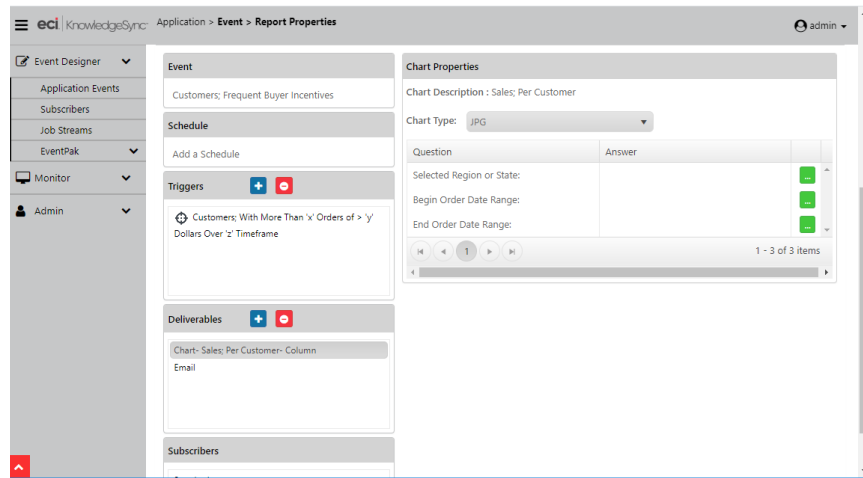 eci KnowledgeSync
Application > Event > Report Properties
admin
Event Designer
Application Events
Subscribers
Job Streams
EventPak
Monitor
Admin
Event
Customers; Frequent Buyer Incentives
Schedule
Add a Schedule
Triggers
Customers; With More Than 'x' Orders of > 'y'
Dollars Over 'z' Timeframe
Deliverables
Chart- Sales; Per Customer- Column
Email
Subscribers
Chart Properties
Chart Description : Sales; Per Customer
Chart Type: JPG
Question Answer
Selected Region or State: ...
Begin Order Date Range: ...
End Order Date Range: ...
1 1 - 3 of 3 items